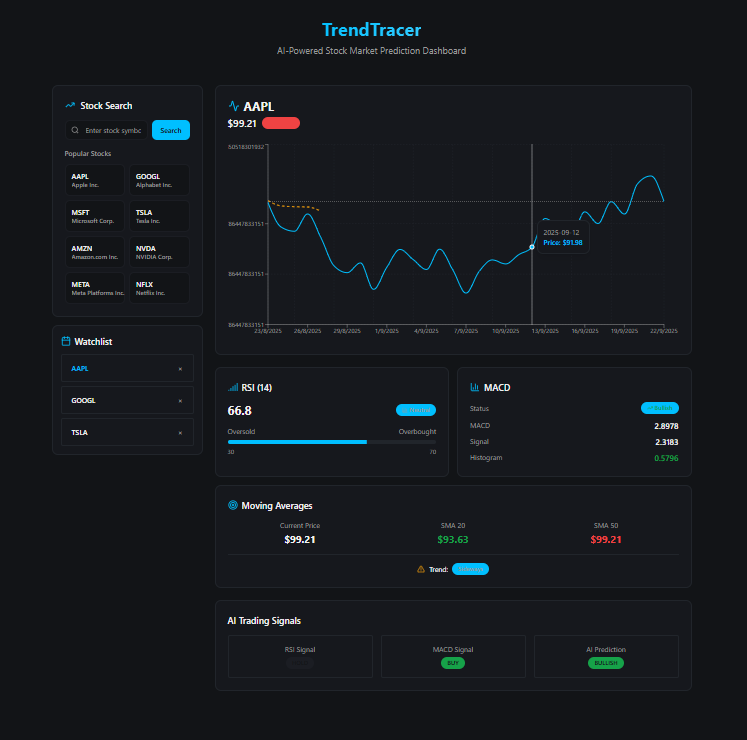 TrendTracer
AI-Powered Stock Market Prediction Dashboard
Stock Search
Enter stock symbc
Search
Popular Stocks
AAPL
Apple Inc.
GOOGL
Alphabet Inc.
MSFT
Microsoft Corp.
TSLA
Tesla Inc.
AMZN
Amazon.com Inc.
NVDA
NVIDIA Corp.
META
Meta Platforms Inc.
NFLX
Netflix Inc.
Watchlist
AAPL ×
GOOGL ×
TSLA ×
AAPL
$99.21
60518301932
86447833151
86447833151
86447833151
23/8/2025 26/8/2025 29/8/2025 1/9/2025 4/9/2025 7/9/2025 10/9/2025 13/9/2025 16/9/2025 19/9/2025 22/9/2025
2025-09-12
Price: $91.98
RSI (14)
66.8
Oversold Overbought
30 70
MACD
Status
MACD 2.8978
Signal 2.3183
Histogram 0.5796
Moving Averages
Current Price SMA 20 SMA 50
$99.21 $93.63 $99.21
Trend:
AI Trading Signals
RSI Signal MACD Signal AI Prediction
BUY BULLISH